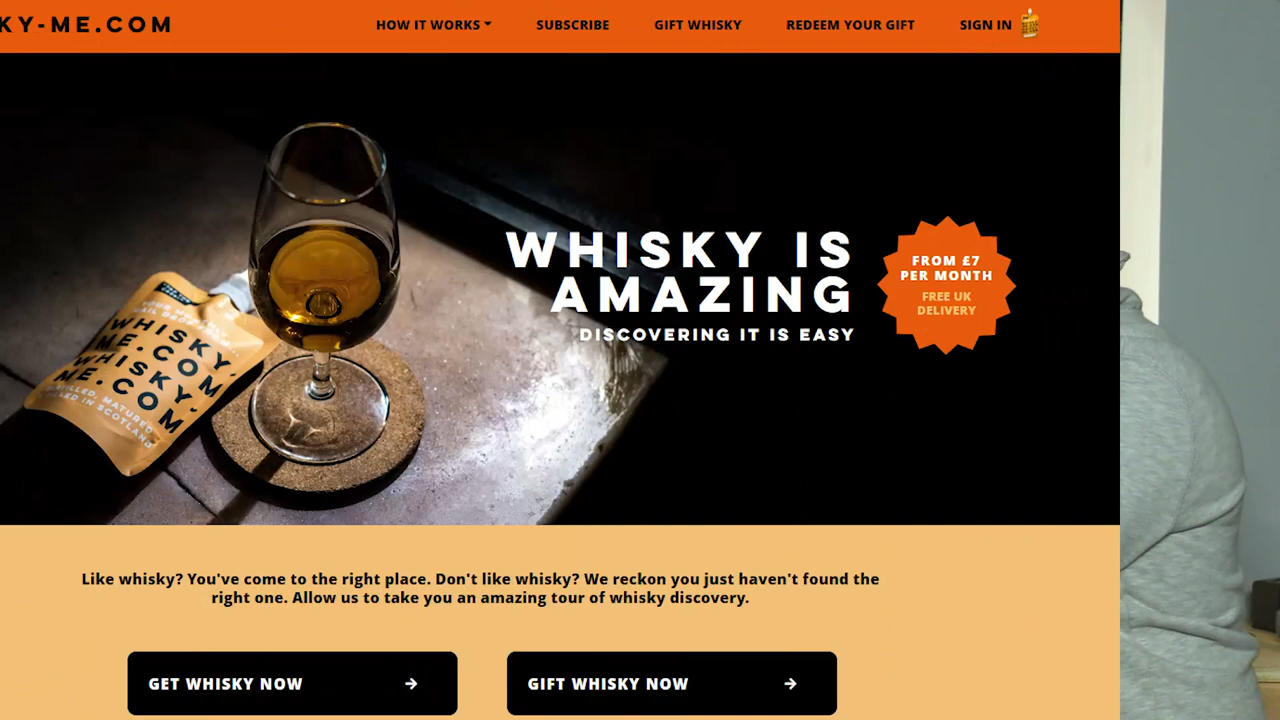 KY-ME.COM
HOW IT WORKS
SUBSCRIBE
GIFT WHISKY
REDEEM YOUR GIFT
SIGN IN
WHISKY IS
AMAZING
DISCOVERING IT IS EASY
FROM £7
PER MONTH
FREE UK
DELIVERY
WHISKY-
ME.COM
WHISKY-
ME.COM
Like whisky? You've come to the right place. Don't like whisky? We reckon you just haven't found the
right one. Allow us to take you an amazing tour of whisky discovery.
GET WHISKY NOW
GIFT WHISKY NOW